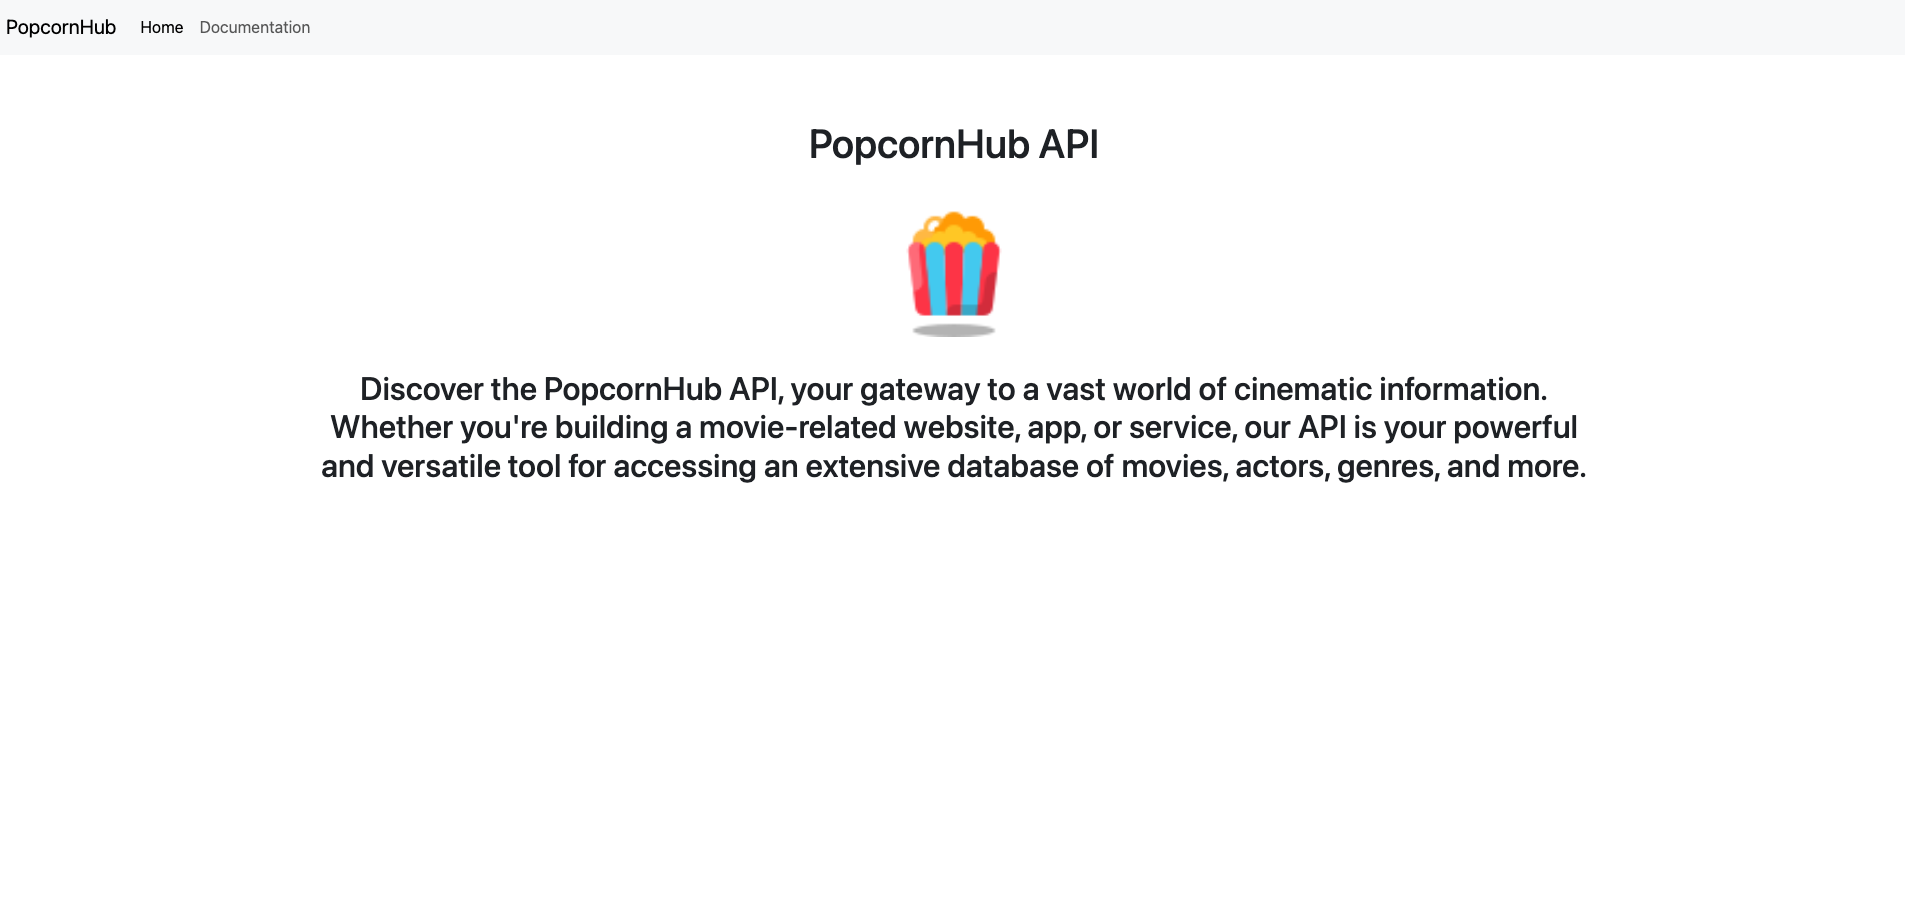 PopcornHub Home Documentation
PopcornHub API
Discover the PopcornHub API, your gateway to a vast world of cinematic information.
Whether you're building a movie-related website, app, or service, our API is your powerful
and versatile tool for accessing an extensive database of movies, actors, genres, and more.